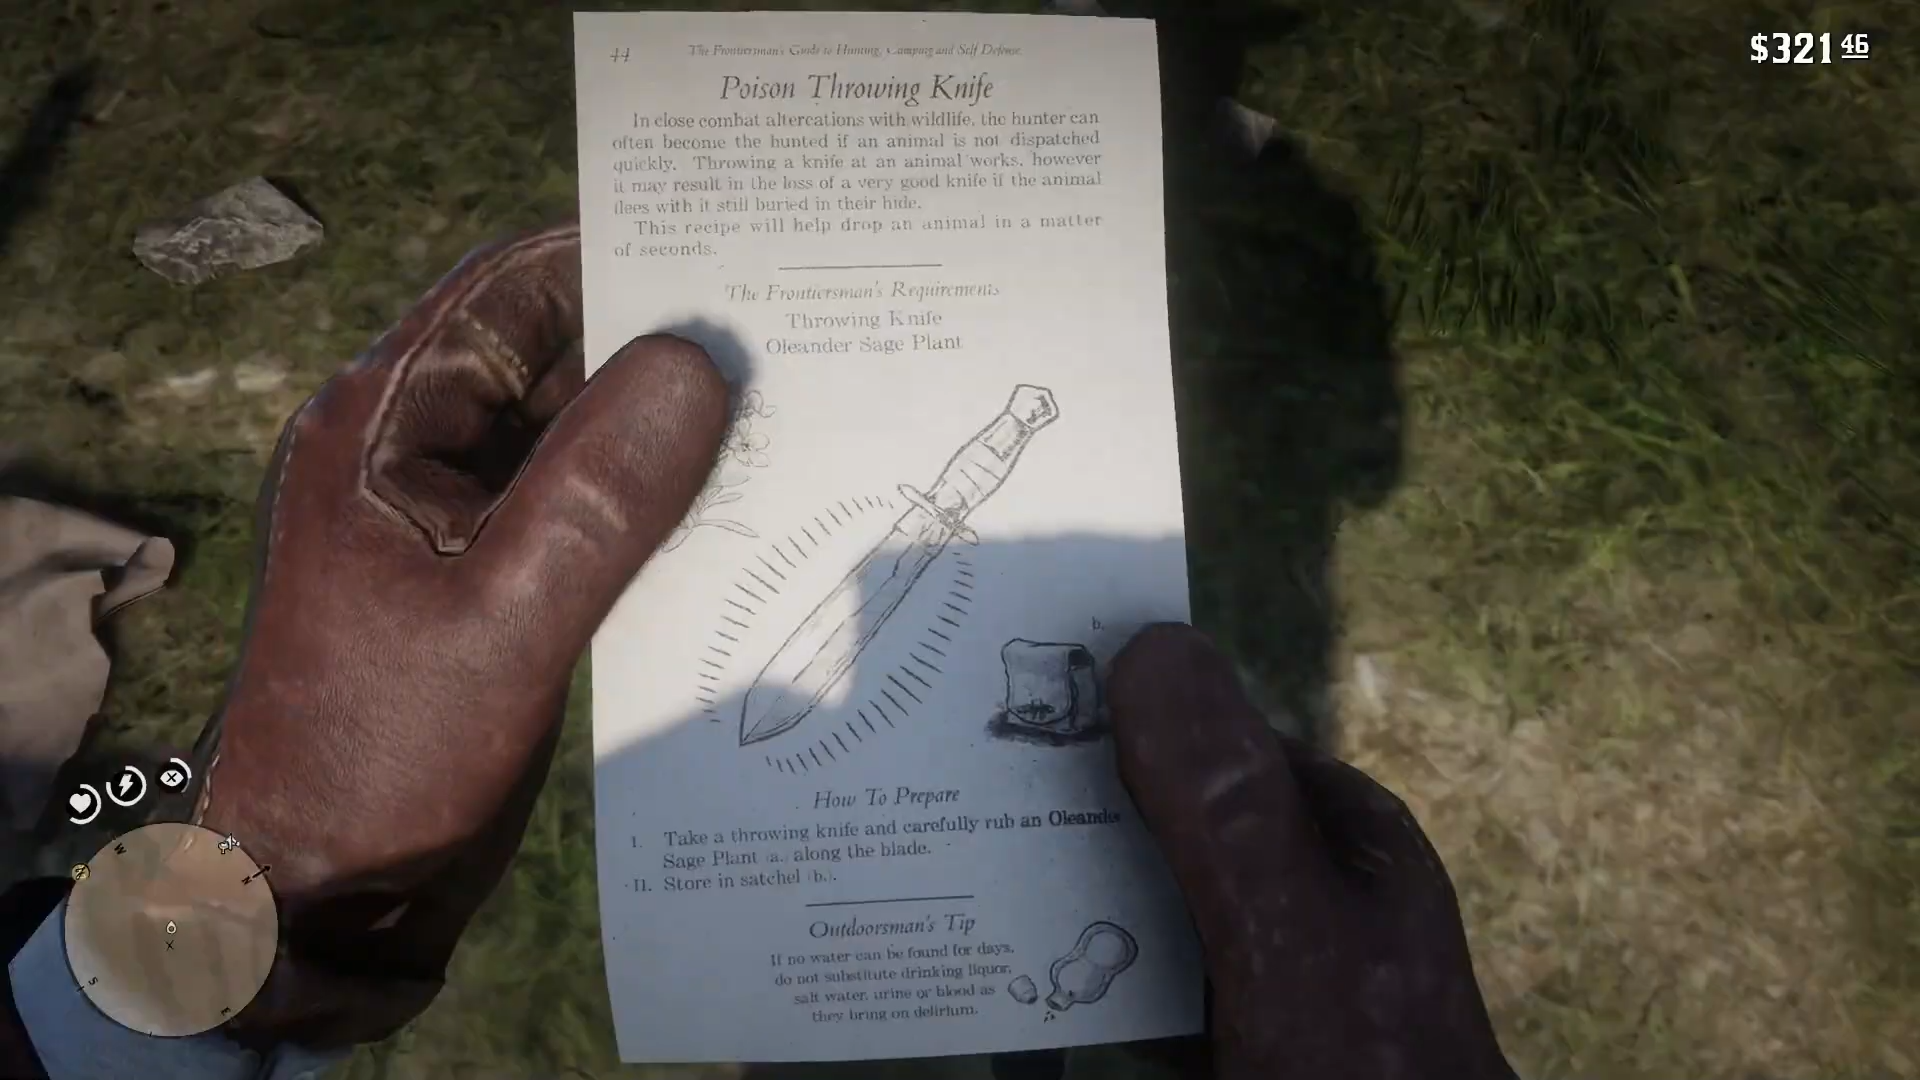 $321 46
44 The Frontiersman's Guide to Hunting, Camping and Self Defense
Poison Throwing Knife
In close combat altercations with wildlife, the hunter can
often become the hunted if an animal is not dispatched
quickly. Throwing a knife at an animal works, however
it may result in the loss of a very good knife if the animal
flees with it still buried in their hide.
This recipe will help drop an animal in a matter
of seconds.
The Frontiersman's Requirements
Throwing Knife
Oleander Sage Plant
b.
How To Prepare
I. Take a throwing knife and carefully rub an Oleander
Sage Plant (a.) along the blade.
II. Store in satchel (b.).
Outdoorsman's Tip
If no water can be found for days,
do not substitute drinking liquor,
salt water, urine or blood as
they bring on delirium.
W
N
S
E